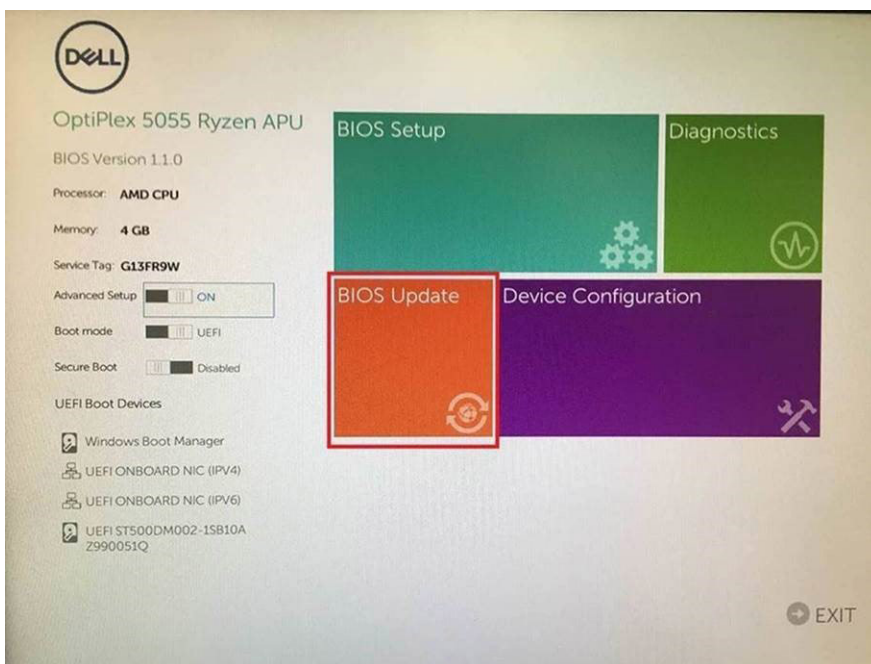 DELL
OptiPlex 5055 Ryzen APU
BIOS Version 1.1.0
Processor: AMD CPU
Memory: 4 GB
Service Tag: G13FR9W
Advanced Setup ON
Boot mode UEFI
Secure Boot Disabled
UEFI Boot Devices
Windows Boot Manager
UEFI ONBOARD NIC (IPV4)
UEFI ONBOARD NIC (IPV6)
UEFI ST500DM002-1SB10A
Z990051Q
BIOS Setup
Diagnostics
BIOS Update
Device Configuration
EXIT